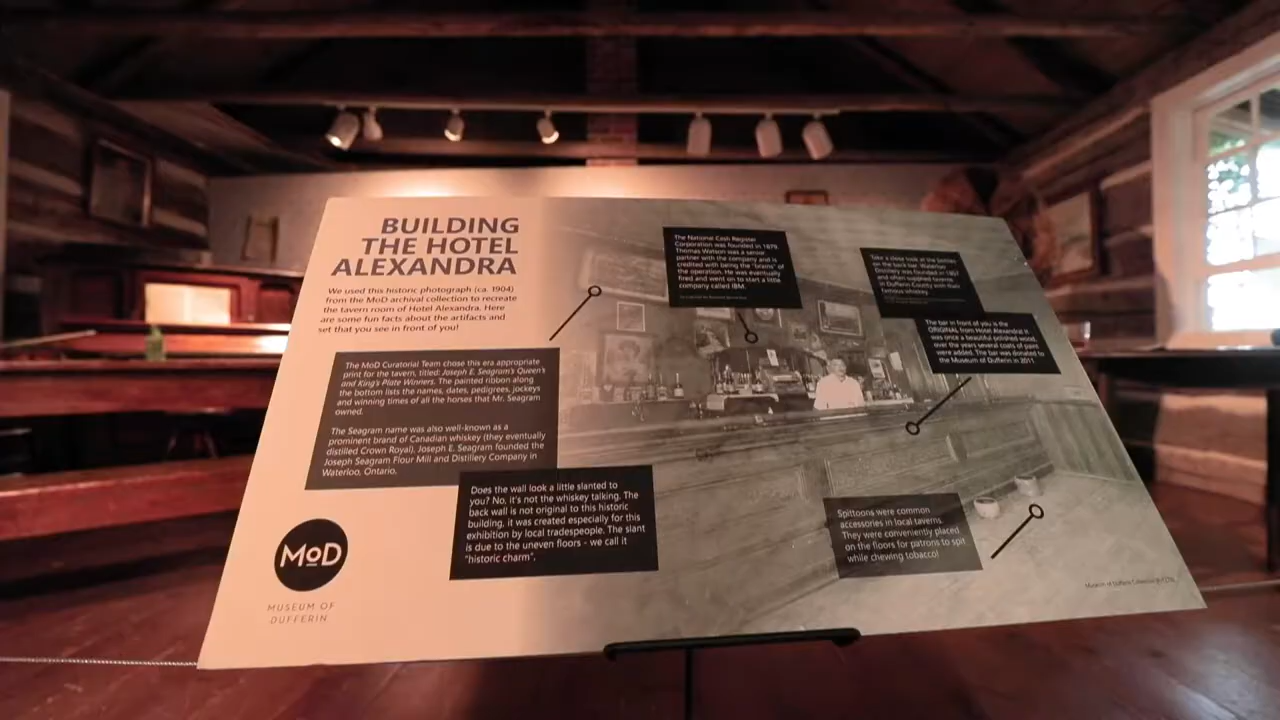 BUILDING
THE HOTEL
ALEXANDRA
We used this historic photograph (ca. 1904)
from the MoD archival collection to recreate
the tavern room of Hotel Alexandra. Here
are some fun facts about the artifacts and
set that you see in front of you!
The MoD Curatorial Team chose this era appropriate
print for the tavern, titled: Joseph E. Seagram's Queen's
and King's Plate Winners. The painted ribbon along
the bottom lists the names, dates, pedigrees, jockeys
and winning times of all the horses that Mr. Seagram
owned.
The Seagram name was also well-known as a
prominent brand of Canadian whiskey (they eventually
distilled Crown Royal). Joseph E. Seagram founded the
Joseph Seagram Flour Mill and Distillery Company in
Waterloo, Ontario.
Does the wall look a little slanted to
you? No, it's not the whiskey talking. The
back wall is not original to this historic
building, it was created especially for this
exhibition by local tradespeople. The slant
is due to the uneven floors - we call it
"historic charm".
The National Cash Register
Corporation was founded in 1879.
Thomas Watson was a senior
partner with the company and is
credited with being the "brains" of
the operation. He was eventually
fired and went on to start a little
company called IBM.
Take a close look at the bottles
on the back bar. Waterloo
Distillery was founded in 1857
and often supplied taverns
in Dufferin County with their
famous whiskey.
The bar in front of you is the
ORIGINAL from Hotel Alexandra! It
was once a beautiful polished wood,
over the years several coats of paint
were added. The bar was donated to
the Museum of Dufferin in 2011.
Spittoons were common
accessories in local taverns.
They were conveniently placed
on the floors for patrons to spit
while chewing tobacco!
MoD
MUSEUM OF
DUFFERIN
Museum of Dufferin Collection